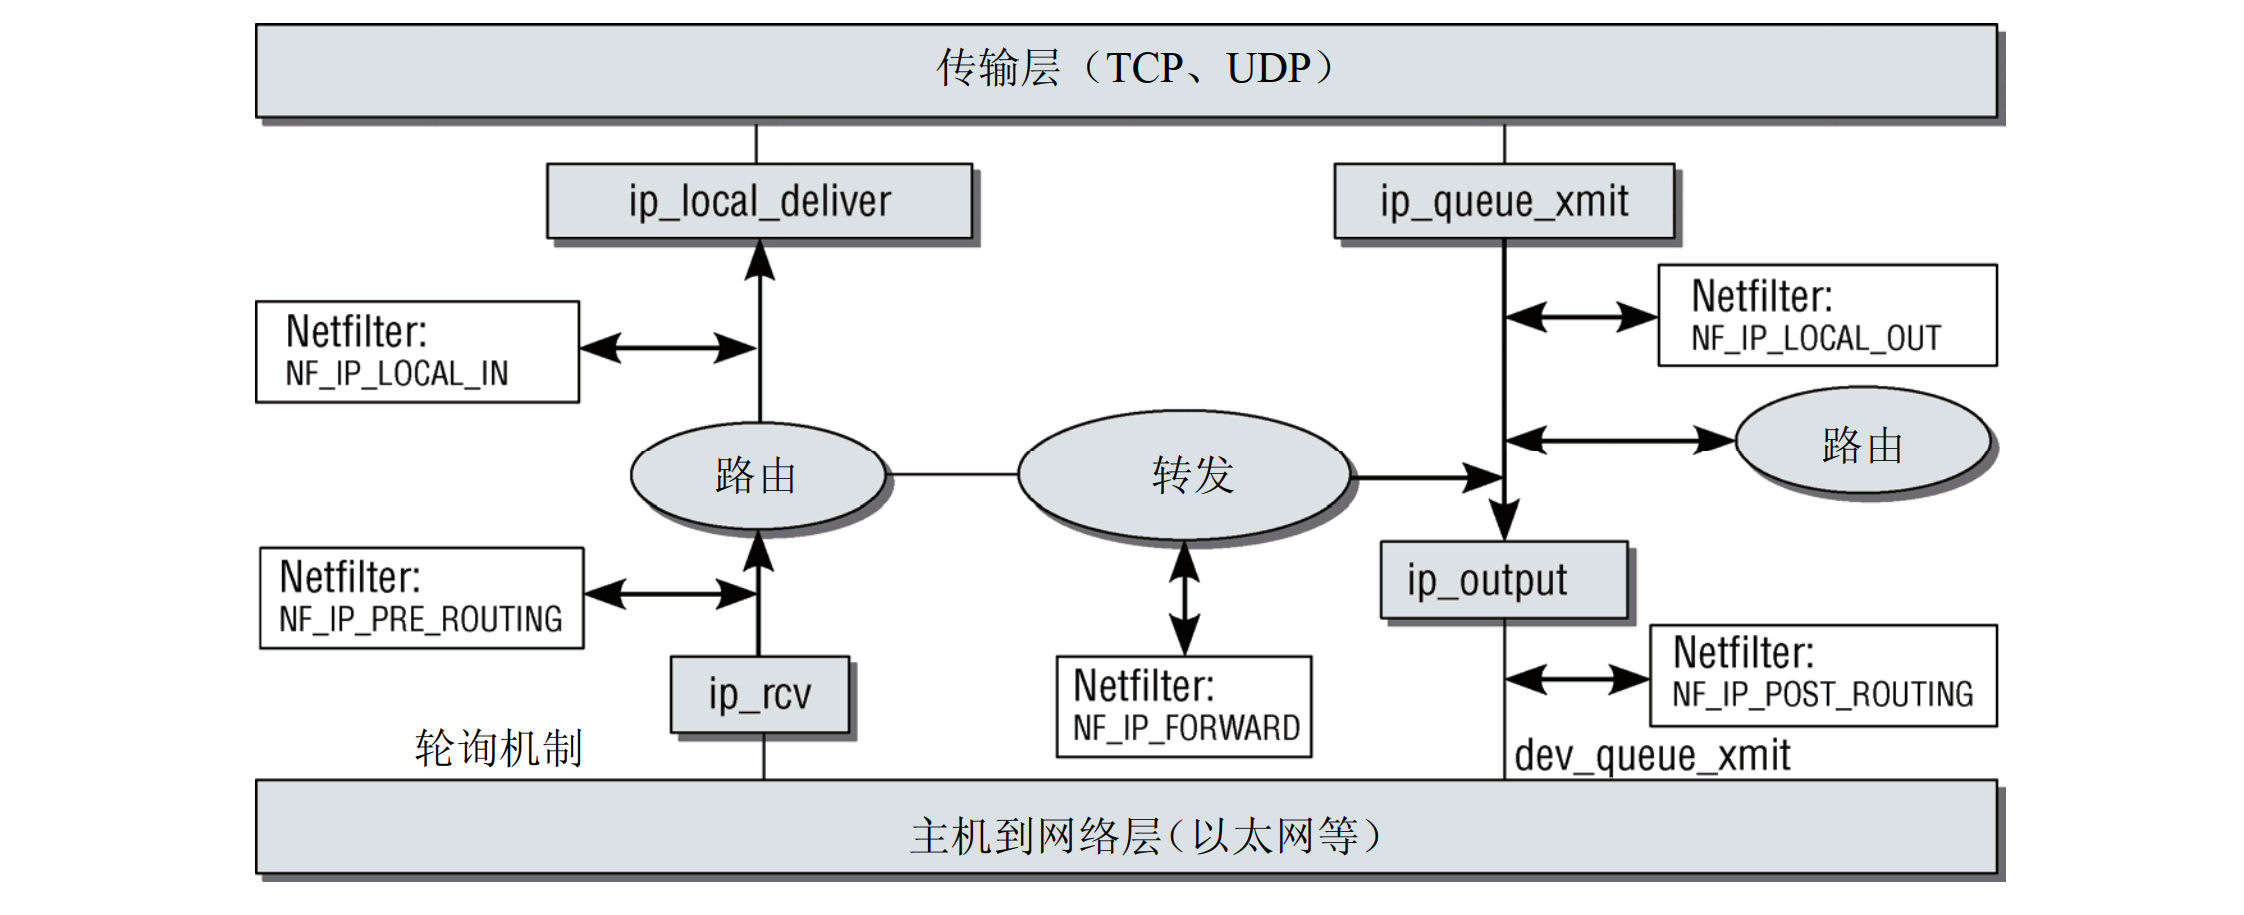 传输层（TCP、UDP）
ip_local_deliver
ip_queue_xmit
Netfilter:
NF_IP_LOCAL_OUT
Netfilter:
NF_IP_LOCAL_IN
路由
转发
路由
Netfilter:
NF_IP_PRE_ROUTING
ip_output
ip_rcv
Netfilter:
NF_IP_FORWARD
Netfilter:
NF_IP_POST_ROUTING
轮询机制
dev_queue_xmit
主机到网络层（以太网等）